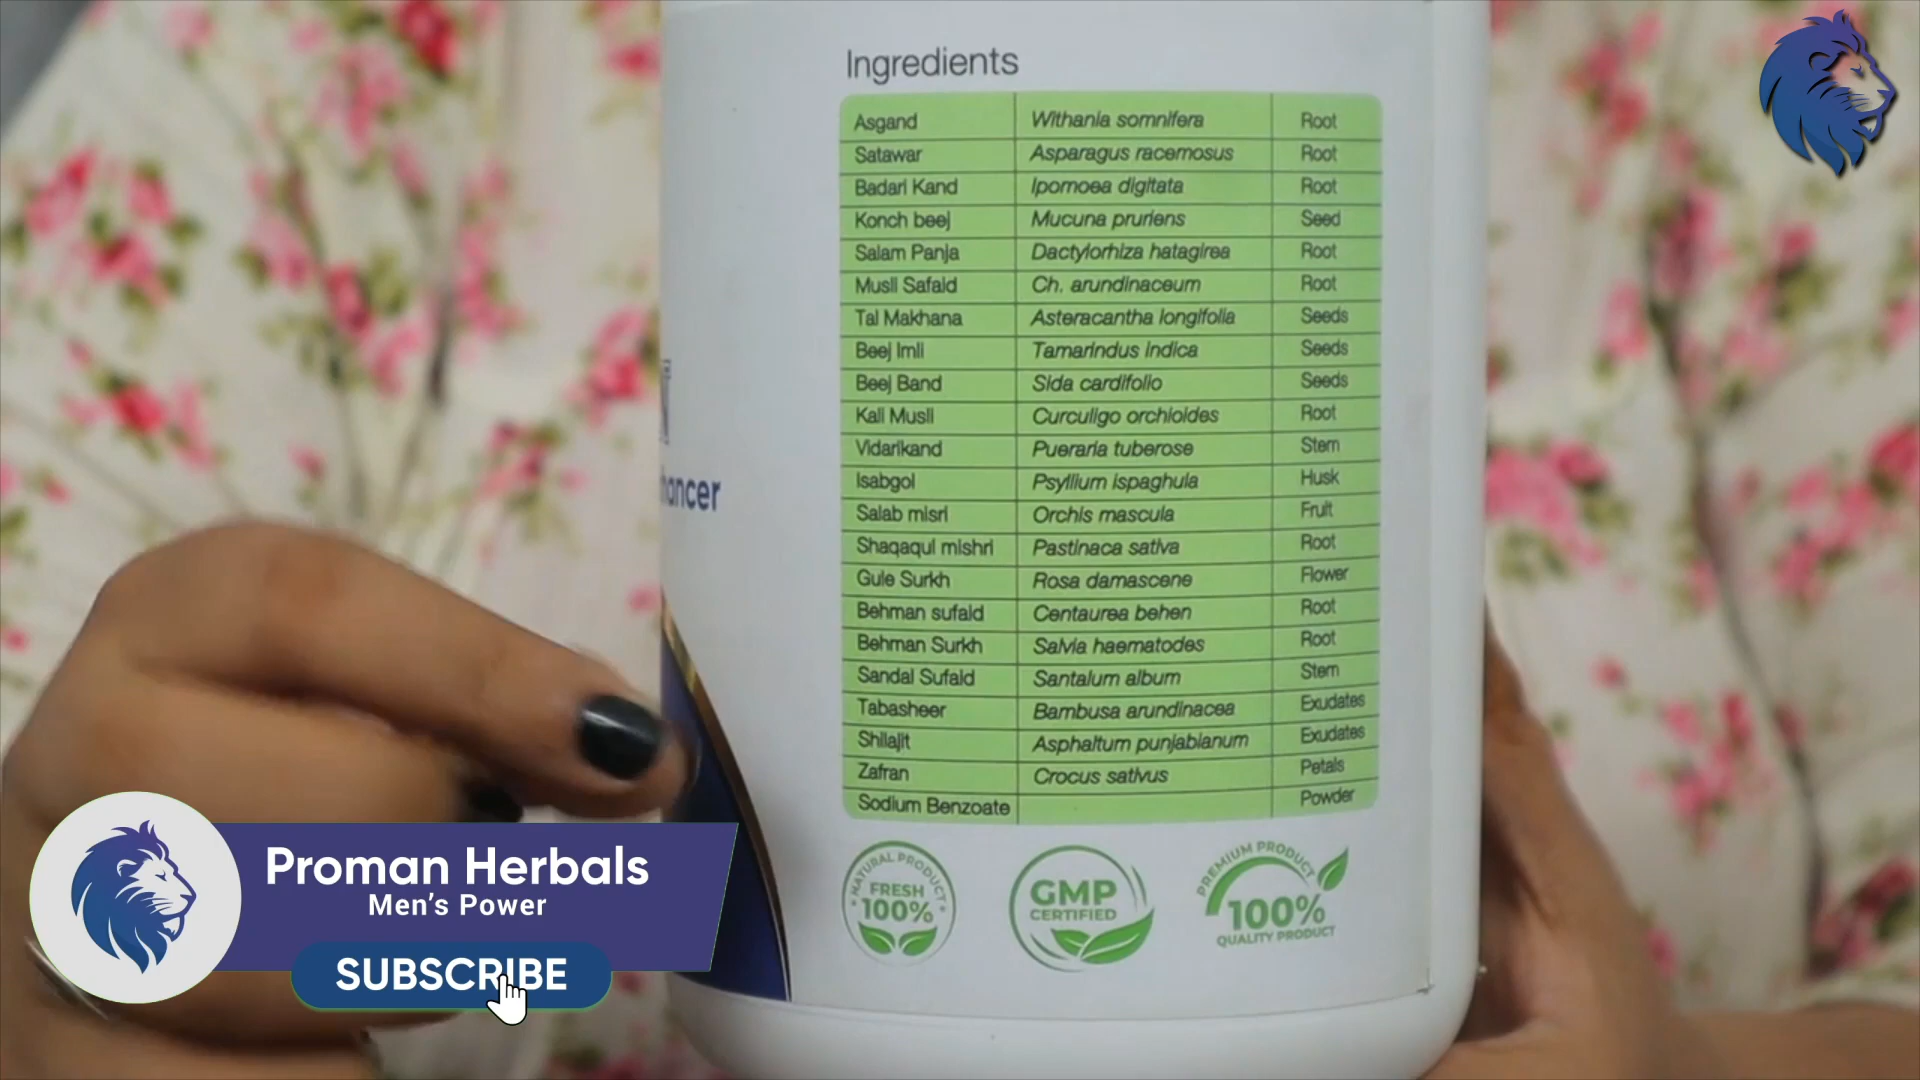 Ingredients
Asgand Withania somnifera Root
Satawar Asparagus racemosus Root
Badari Kand Ipomoea digitata Root
Konch beej Mucuna pruriens Seed
Salam Panja Dactylorhiza hatagirea Root
Musli Safaid Ch. arundinaceum Root
Tal Makhana Asteracantha longifolia Seeds
Beej Imli Tamarindus indica Seeds
Beej Band Sida cardifolio Seeds
Kali Musli Curculigo orchioides Root
Vidarikand Pueraria tuberose Stem
Isabgol Psyllium ispaghula Husk
Salab misri Orchis mascula Fruit
Shaqaqul mishri Pastinaca sativa Root
Gule Surkh Rosa damascene Flower
Behman sufaid Centaurea behen Root
Behman Surkh Salvia haematodes Root
Sandal Sufaid Santalum album Stem
Tabasheer Bambusa arundinacea Exudates
Shilajit Asphaltum punjabianum Exudates
Zafran Crocus sativus Petals
Sodium Benzoate Powder
hancer
NATURAL PRODUCT
FRESH
100%
GMP
CERTIFIED
PREMIUM PRODUCT
100%
QUALITY PRODUCT
Proman Herbals
Men's Power
SUBSCRIBE